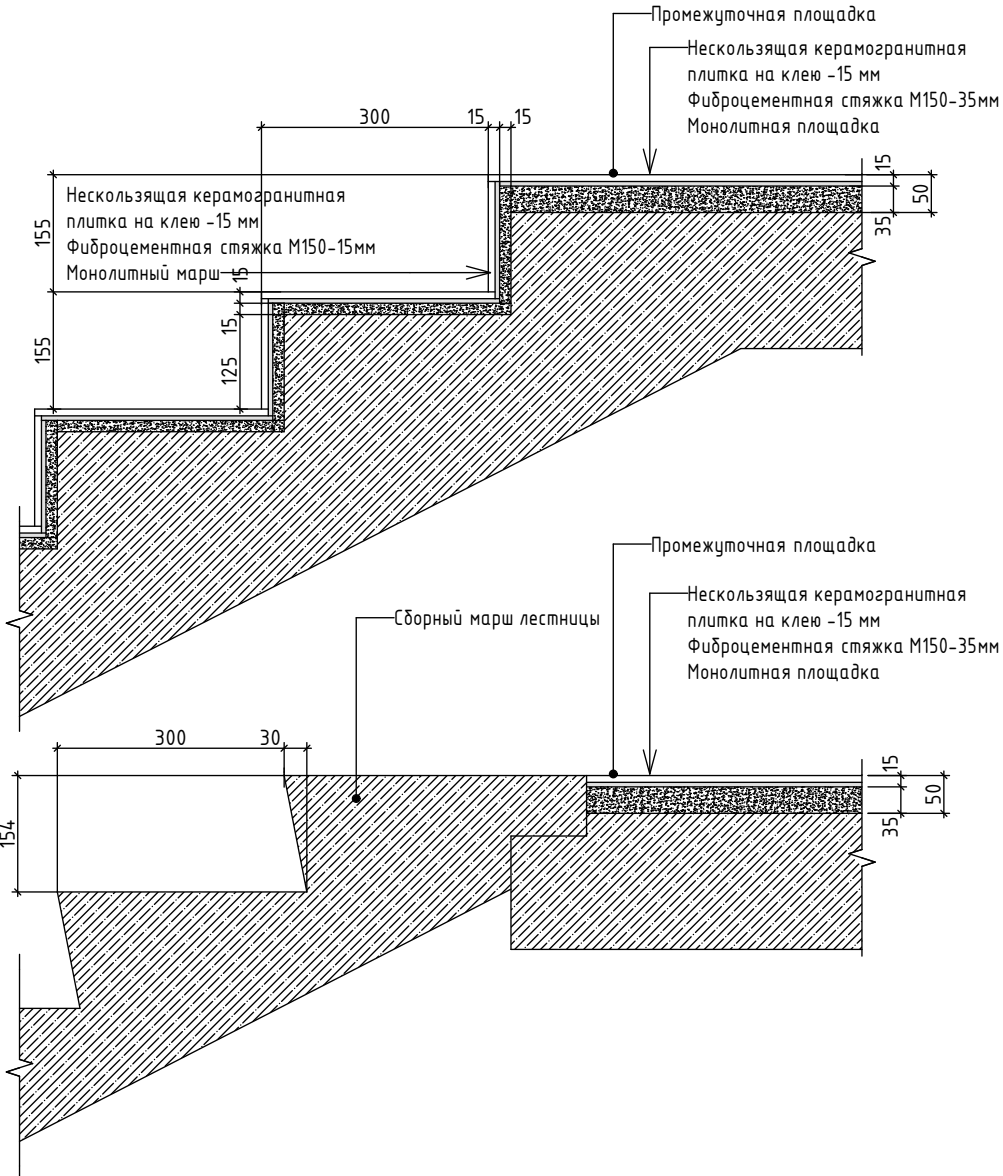 Промежуточная площадка
Нескользящая керамогранитная
плитка на клею -15 мм
Фиброцементная стяжка М150-35мм
Монолитная площадка
300
15
15
15
50
35
155
Нескользящая керамогранитная
плитка на клею -15 мм
Фиброцементная стяжка М150-15мм
Монолитный марш
15
15
155
125
Промежуточная площадка
Нескользящая керамогранитная
плитка на клею -15 мм
Фиброцементная стяжка М150-35мм
Монолитная площадка
Сборный марш лестницы
300
30
15
50
35
154